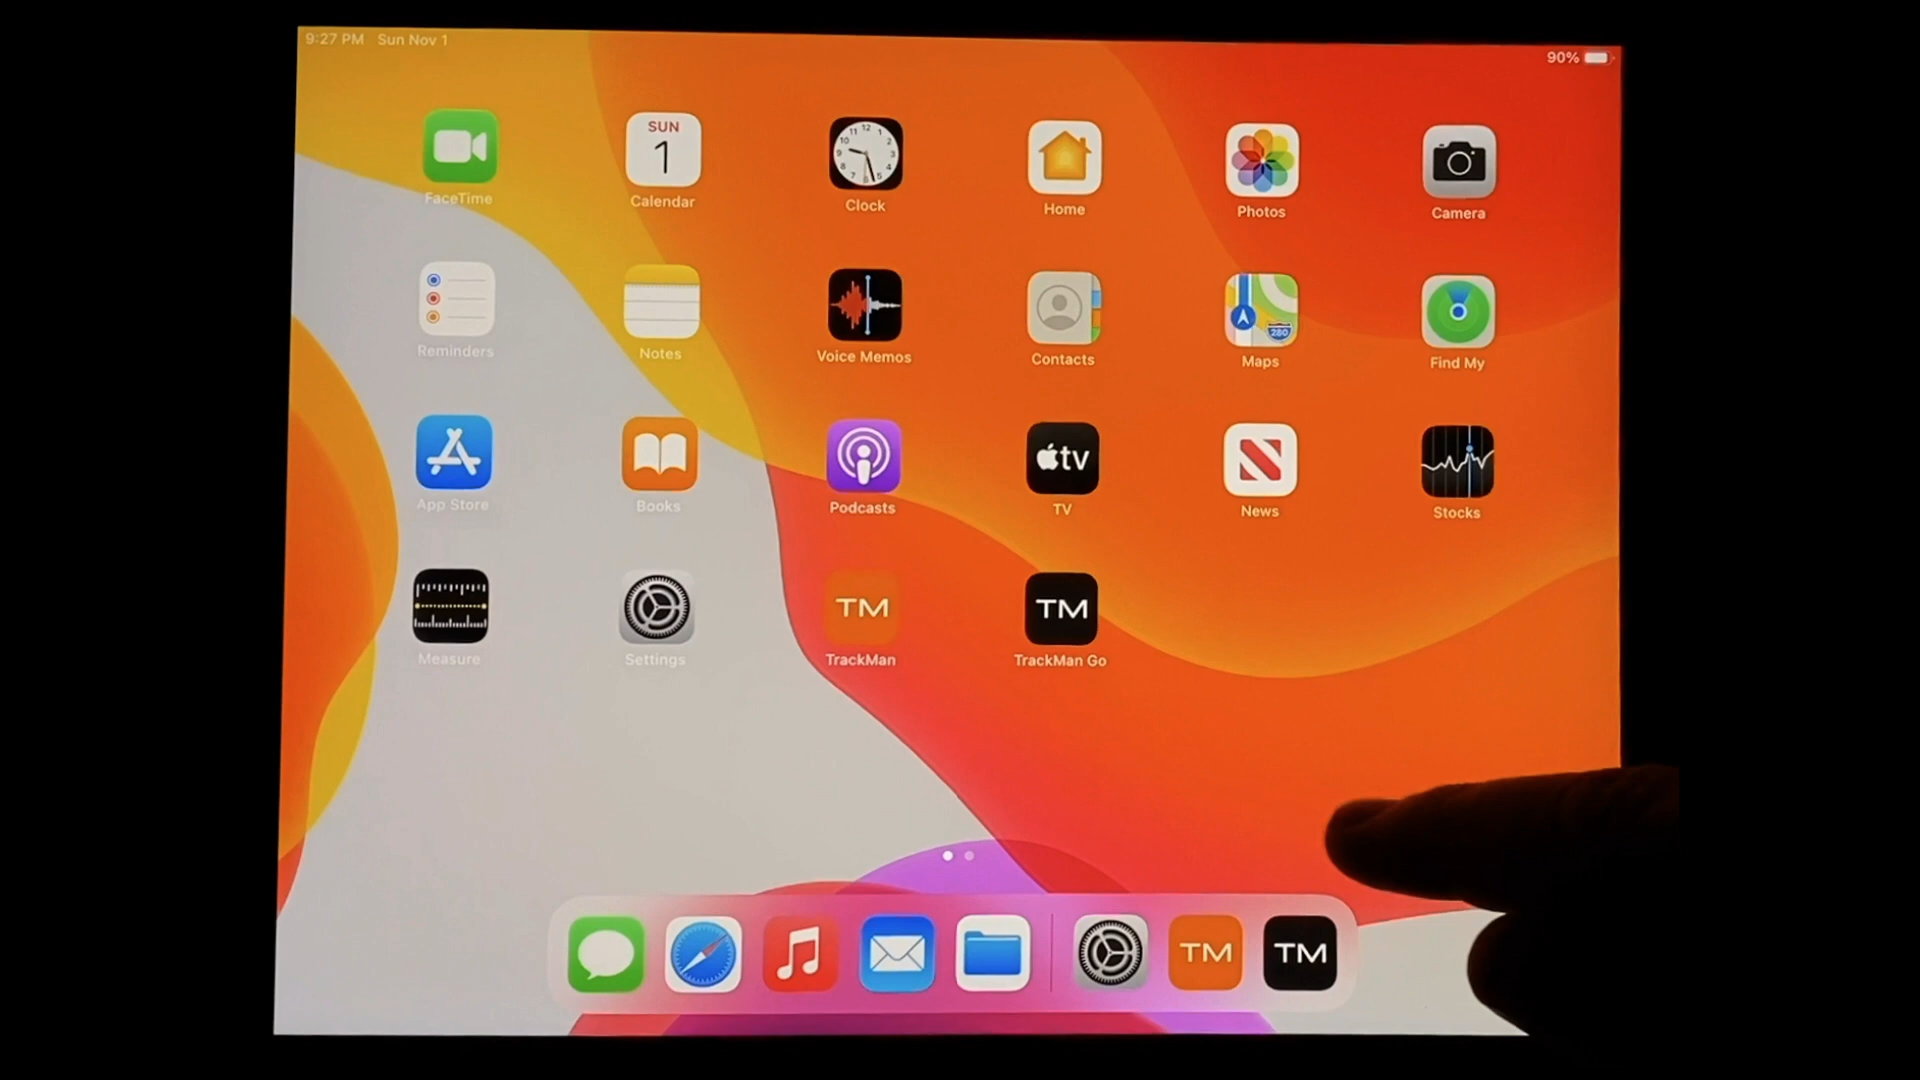 9:27 PM Sun Nov 1
90%
SUN
1
FaceTime
Calendar
Clock
Home
Photos
Camera
280
Reminders
Notes
Voice Memos
Contacts
Maps
Find My
tv
App Store
Books
Podcasts
TV
News
Stocks
TM
TM
Measure
Settings
TrackMan
TrackMan Go
TM
TM